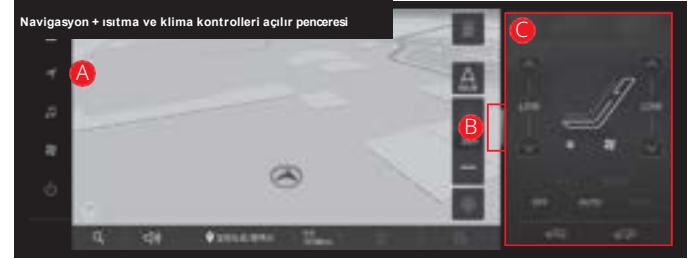 Navigasyon + ısıtma ve klima kontrolleri açılır penceresi
A
B
C
LOW
LOW
OFF
AUTO